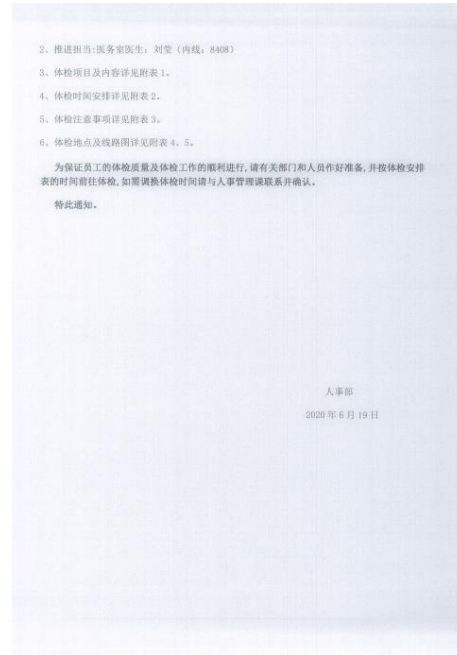 2、推进担当:医务室医生：刘莹（内线：8408）
3、体检项目及内容详见附表1。
4、体检时间安排详见附表2。
5、体检注意事项详见附表3。
6、体检地点及线路图详见附表4、5。
为保证员工的体检质量及体检工作的顺利进行,请有关部门和人员作好准备,并按体检安排
表的时间前往体检,如需调换体检时间请与人事管理课联系并确认。
特此通知。
人事部
2020年6月19日